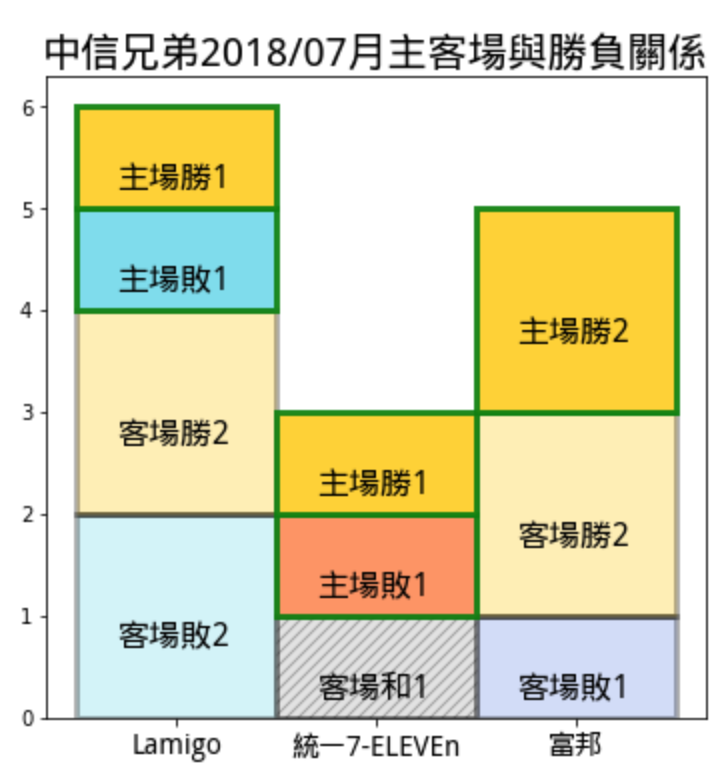 中信兄弟2018/07月主客場與勝負關係
6
主場勝1
5
主場敗1
主場勝2
4
3
客場勝2
主場勝1
2
客場勝2
主場敗1
1
客場敗2
客場和1
客場敗1
0
Lamigo
統一7-ELEVEn
富邦